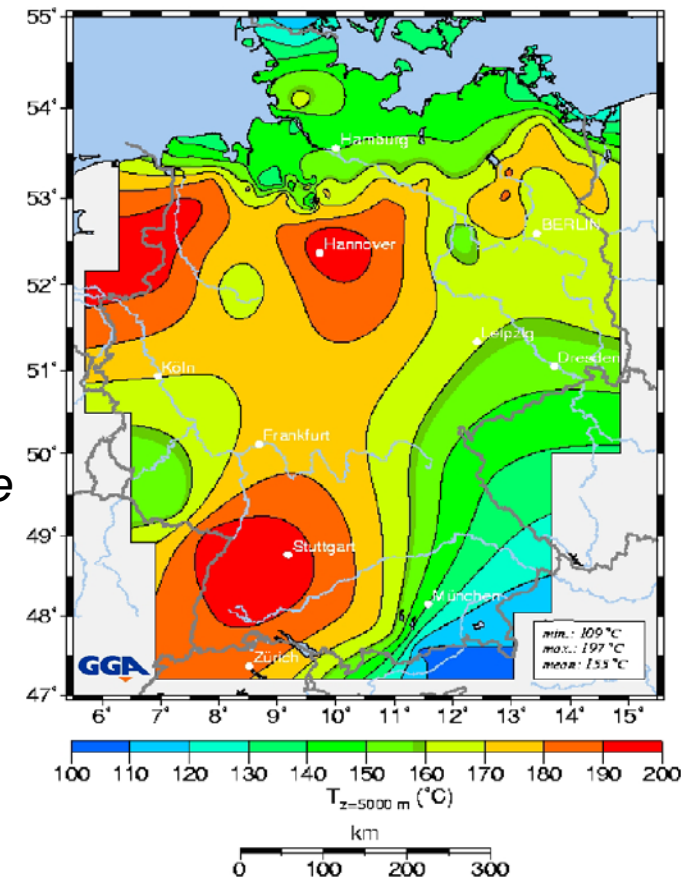 55°
54°
Hamburg
53°
BERLIN
Hannover
52°
Leipzig
51°
Köln
Dresden
50°
Frankfurt
e
49°
Stuttgart
48°
München
min.: 109 °C
max.: 197 °C
mean: 155 °C
GGA
Zürich
47°
6° 7° 8° 9° 10° 11° 12° 13° 14° 15°
100 110 120 130 140 150 160 170 180 190 200
T z=5000 m (°C)
km
0 100 200 300